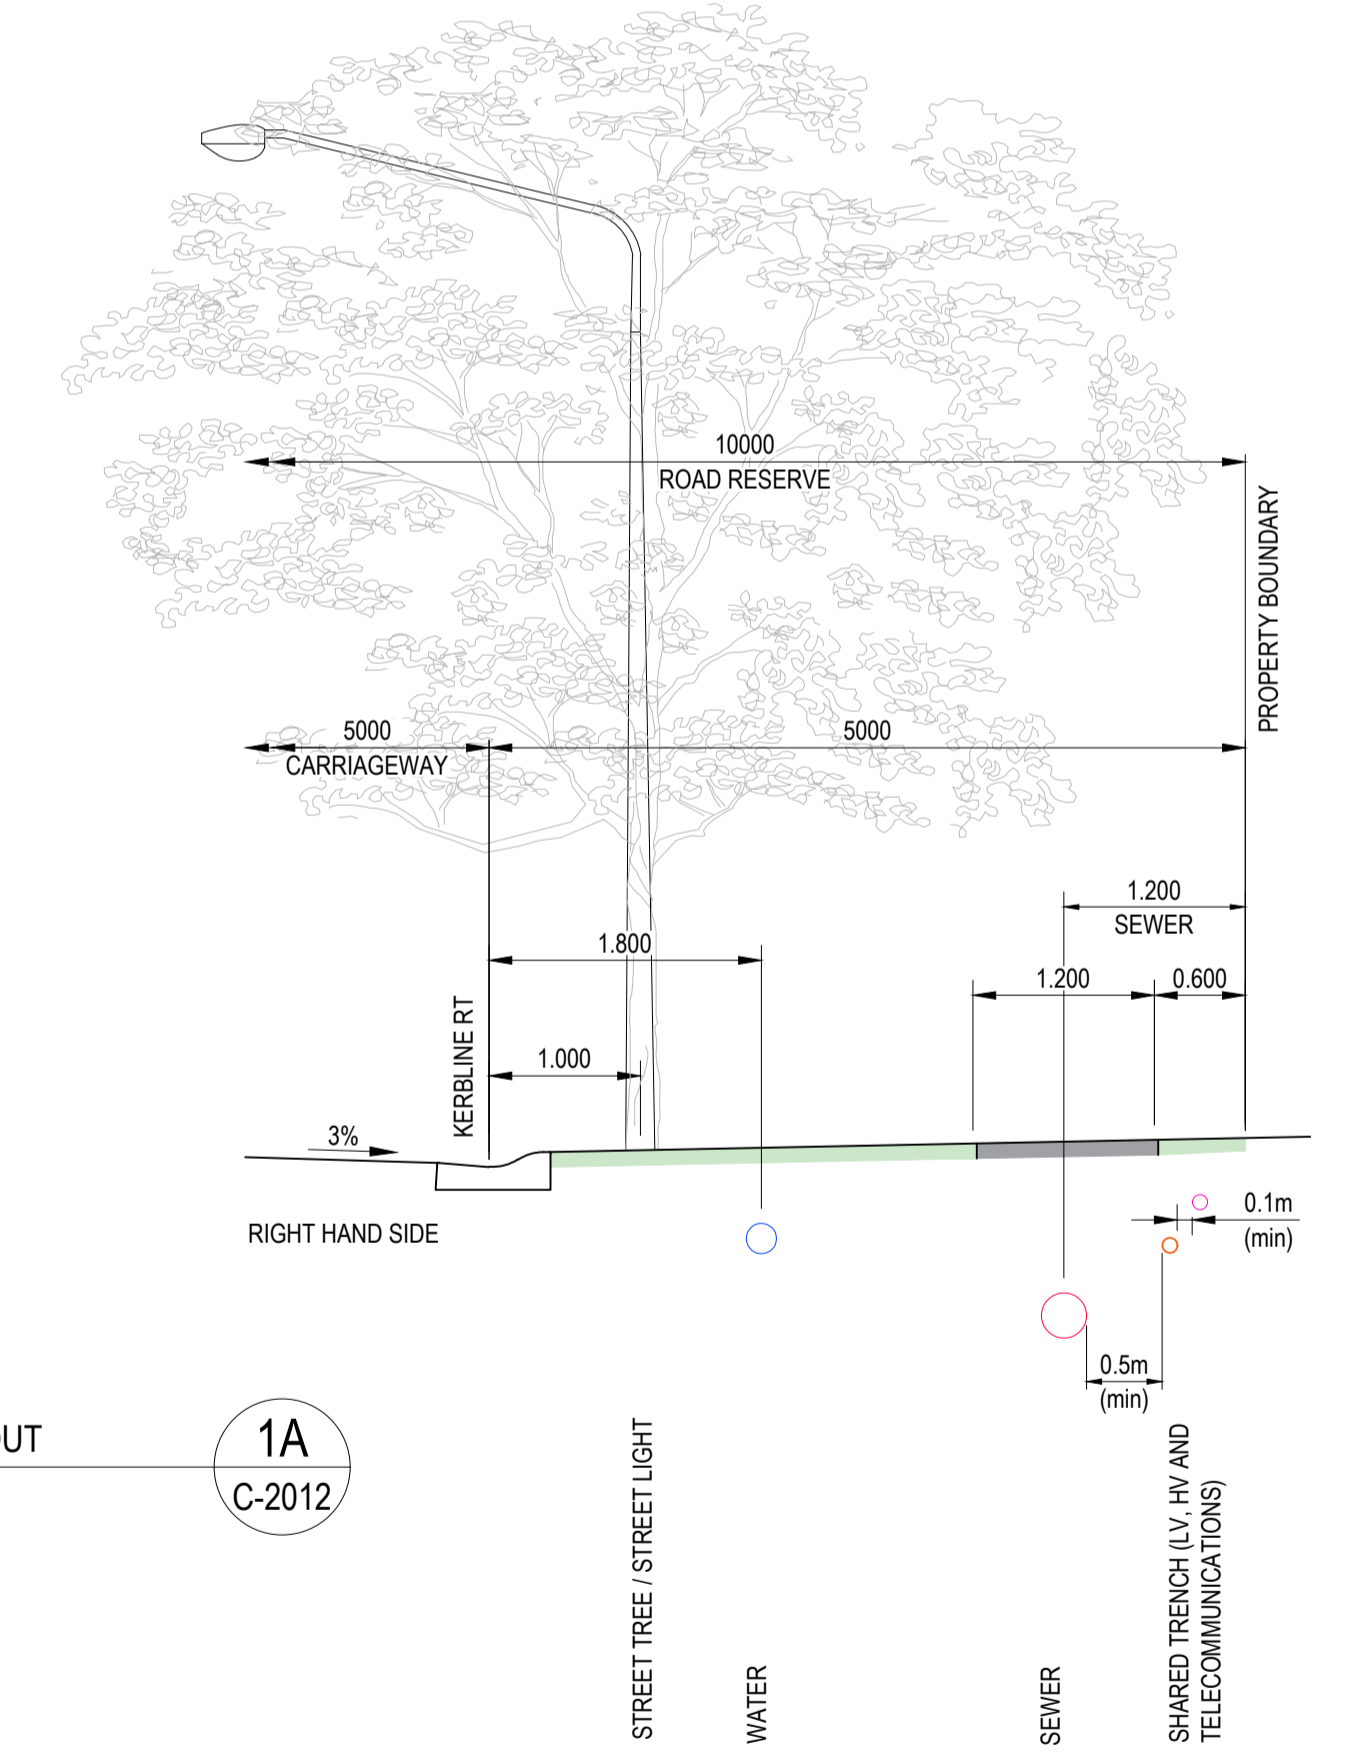 10000
ROAD RESERVE
PROPERTY BOUNDARY
5000
CARRIAGEWAY
5000
1.200
SEWER
1.800
1.200
0.600
KERBLINE RT
1.000
3%
0.1m
(min)
RIGHT HAND SIDE
0.5m
(min)
1A
C-2012
STREET TREE / STREET LIGHT
WATER
SEWER
SHARED TRENCH (LV, HV AND
TELECOMMUNICATIONS)